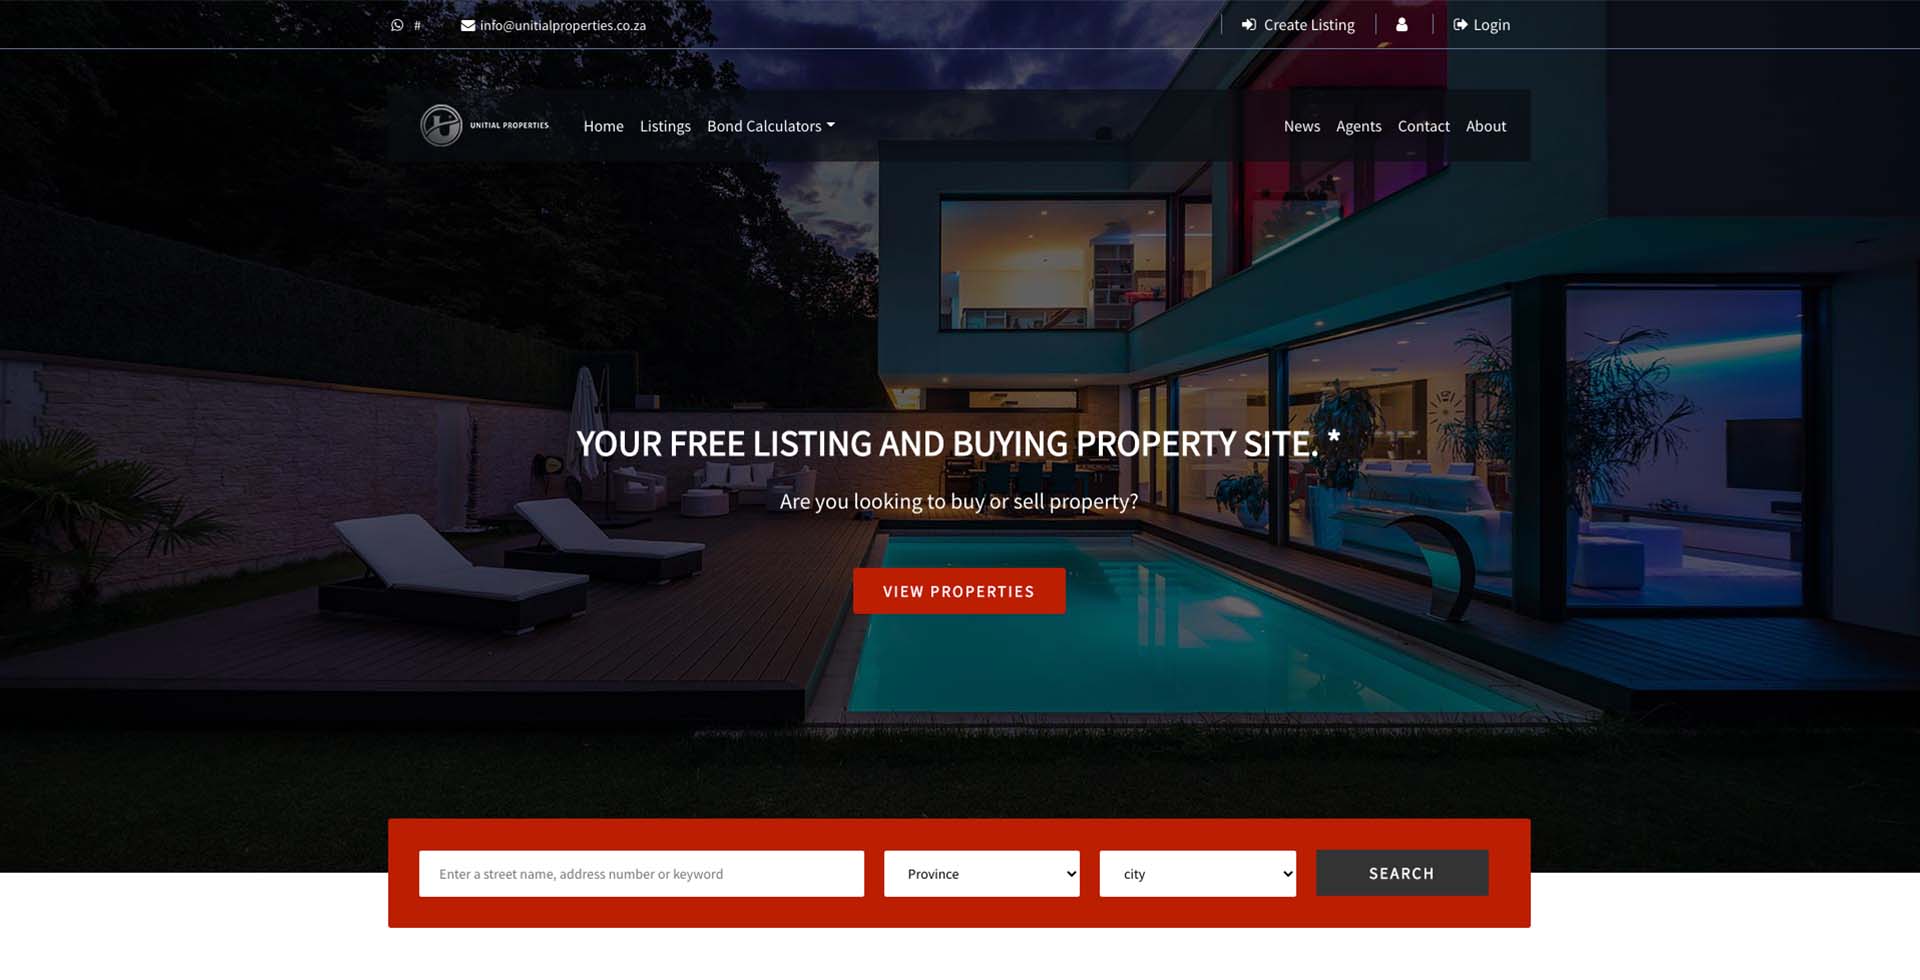 # info@unitialproperties.co.za Create Listing Login
UNITIAL PROPERTIES Home Listings Bond Calculators News Agents Contact About
YOUR FREE LISTING AND BUYING PROPERTY SITE. *
Are you looking to buy or sell property?
VIEW PROPERTIES
Enter a street name, address number or keyword Province city SEARCH